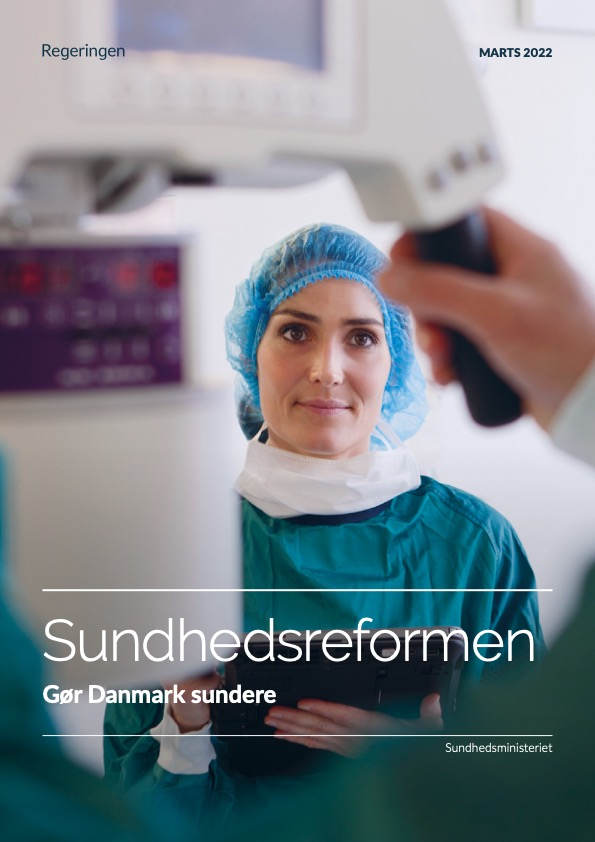 Regeringen
MARTS 2022
Sundhedsreformen
Gør Danmark sundere
Sundhedsministeriet